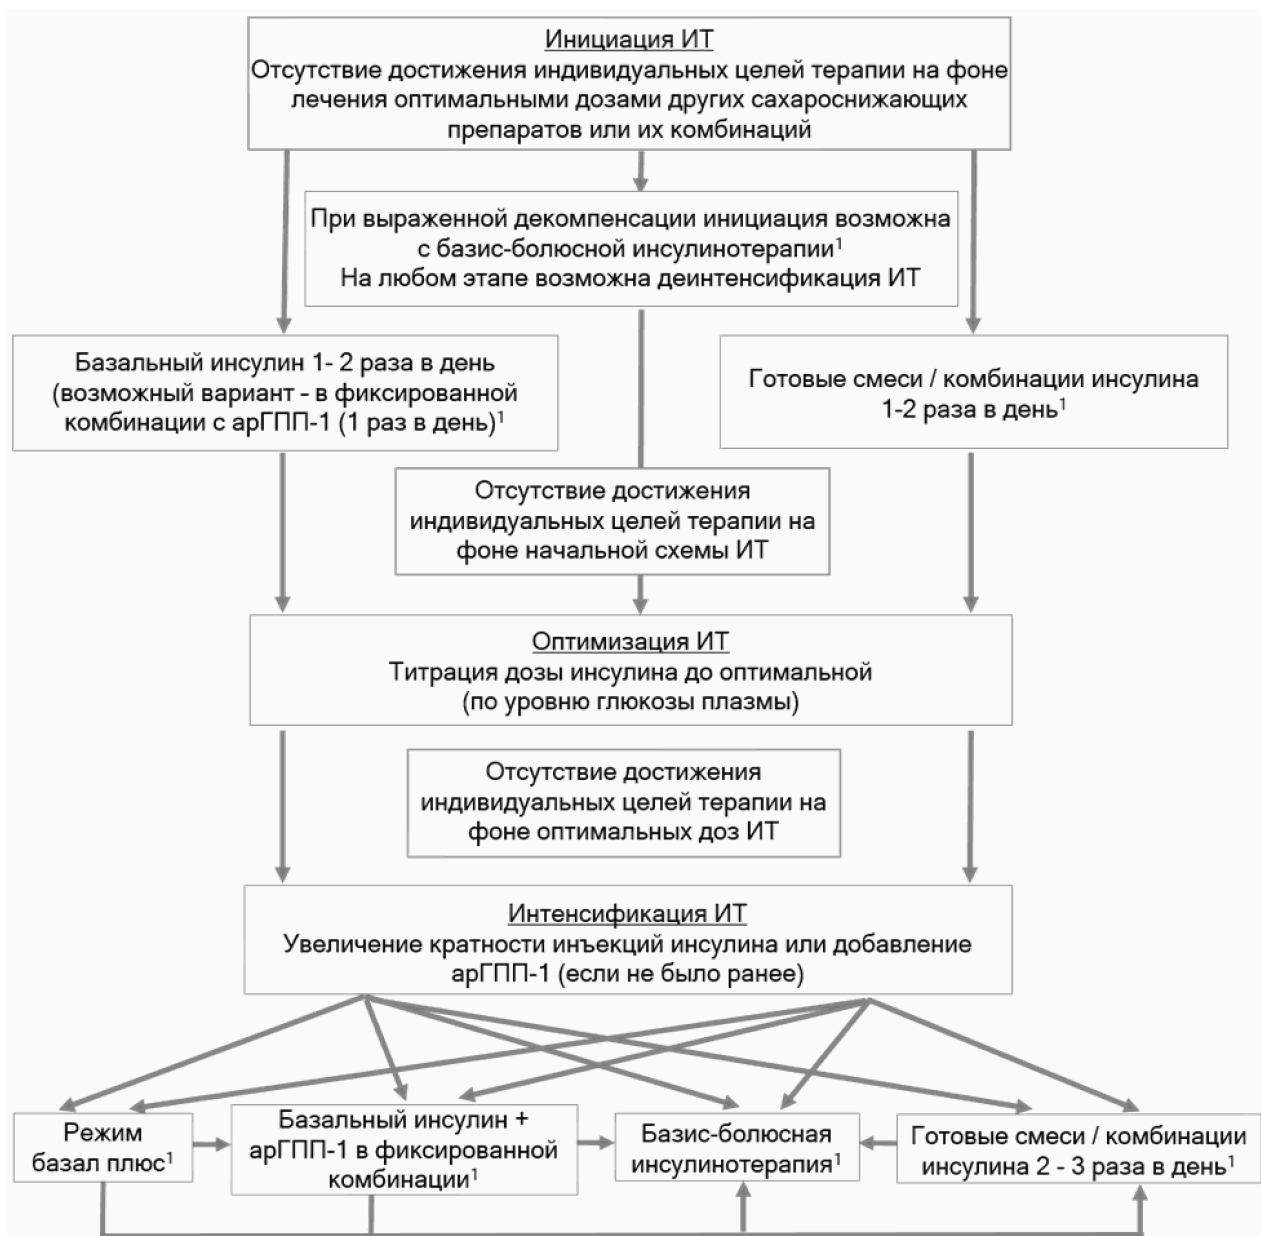 Инициация ИТ
Отсутствие достижения индивидуальных целей терапии на фоне
лечения оптимальными дозами других сахароснижающих
препаратов или их комбинаций
При выраженной декомпенсации инициация возможна
с базис-болюсной инсулинотерапии¹
На любом этапе возможна деинтенсификация ИТ
Базальный инсулин 1- 2 раза в день
(возможный вариант - в фиксированной
комбинации с арГПП-1 (1 раз в день)¹
Готовые смеси / комбинации инсулина
1-2 раза в день¹
Отсутствие достижения
индивидуальных целей терапии на
фоне начальной схемы ИТ
Оптимизация ИТ
Титрация дозы инсулина до оптимальной
(по уровню глюкозы плазмы)
Отсутствие достижения
индивидуальных целей терапии на
фоне оптимальных доз ИТ
Интенсификация ИТ
Увеличение кратности инъекций инсулина или добавление
арГПП-1 (если не было ранее)
Режим
базал плюс¹
Базальный инсулин +
арГПП-1 в фиксированной
комбинации¹
Базис-болюсная
инсулинотерапия¹
Готовые смеси / комбинации
инсулина 2 - 3 раза в день¹